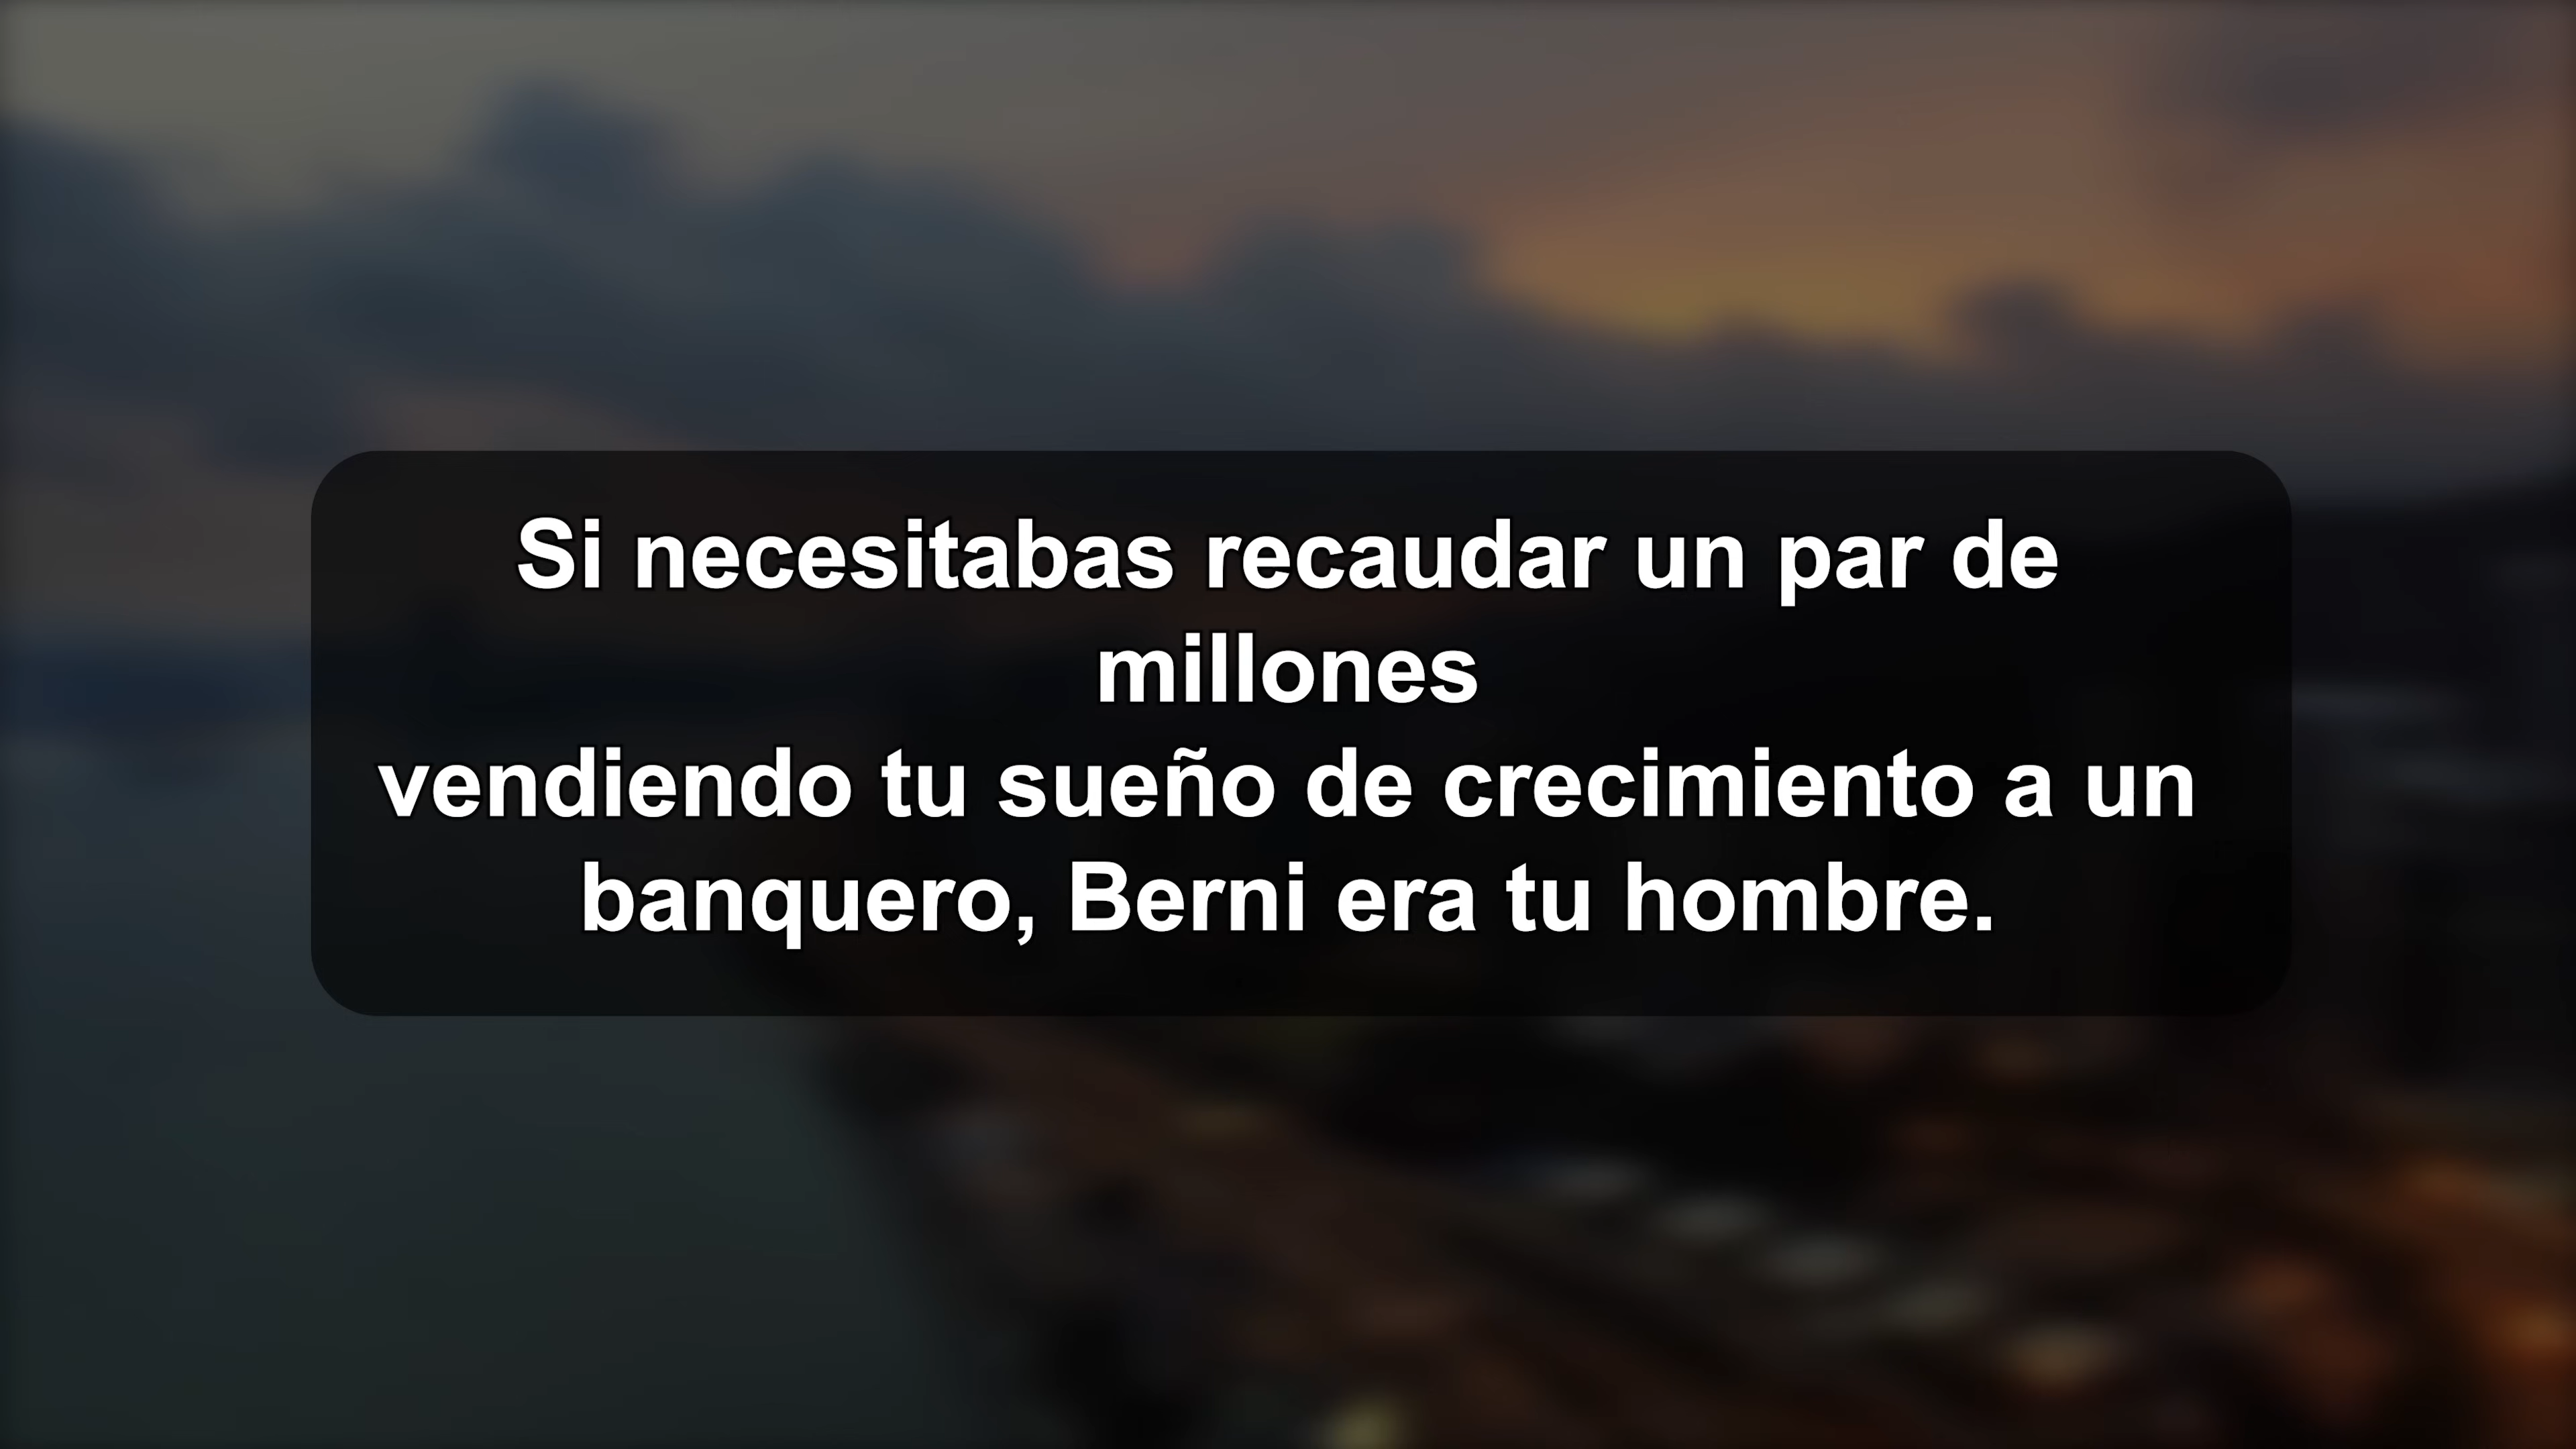 Si necesitabas recaudar un par de
millones
vendiendo tu sueño de crecimiento a un
banquero, Berni era tu hombre.